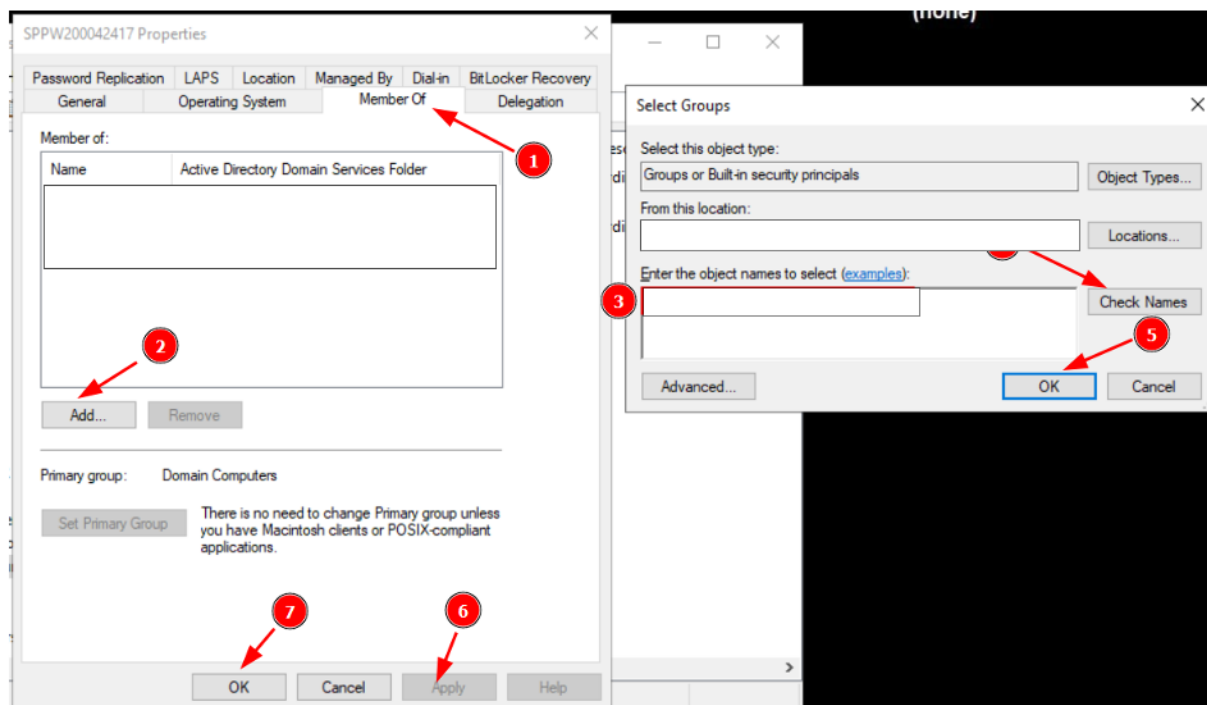 (none)
SPPW200042417 Properties
Password Replication LAPS Location Managed By Dial-in BitLocker Recovery
General Operating System Member Of Delegation
1
Member of:
Name Active Directory Domain Services Folder
2
Add... Remove
Primary group: Domain Computers
Set Primary Group
There is no need to change Primary group unless
you have Macintosh clients or POSIX-compliant
applications.
7
6
OK Cancel Apply Help
Select Groups
Select this object type:
Groups or Built-in security principals
Object Types...
From this location:
Locations...
Enter the object names to select (examples):
3
Check Names
5
Advanced... OK Cancel